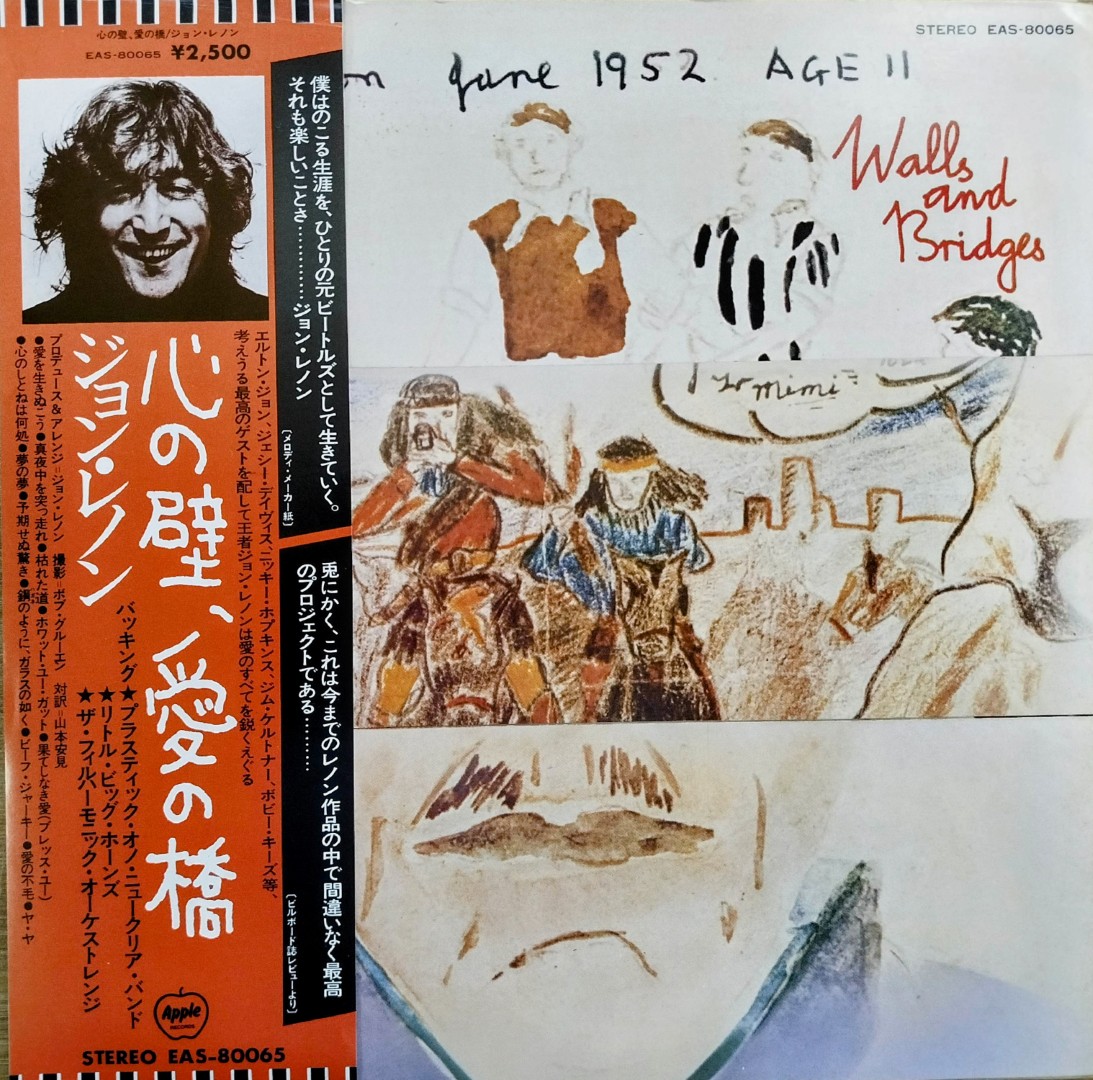 心の壁、愛の橋/ジョン・レノン
EAS-80065 ¥2,500
僕はのこる生涯を、ひとりの元ビートルズとして生きていく。
それも楽しいことさ…………ジョン・レノン
〔メロディ・メーカー紙〕
兎にかく、これは今までのレノン作品の中で間違いなく最高
のプロジェクトである………
〔ビルボード誌レビューより〕
エルトン・ジョン、ジェシー・デイヴィス、ニッキー・ホプキンス、ジム・ケルトナー、ボビー・キーズ等、
考えうる最高のゲストを配して王者ジョン・レノンは愛のすべてを鋭くえぐる
心の壁、愛の橋
ジョン・レノン
バッキング★プラスティック・オノ・ニュークリア・バンド
★リトル・ビッグ・ホーンズ
★ザ・フィルハーモニック・オーケストレンジ
プロデュース&アレンジ=ジョン・レノン 撮影=ボブ・グルーエン 対訳=山本安見
●愛を生きぬこう●真夜中を突っ走れ●枯れた道●ホワット・ユー・ガット●果てしなき愛(ブレッス・ユー)
●心のしとねは何処●夢の夢●予期せぬ驚き●鋼のように、ガラスの如く●ビーフ・ジャーキー●愛の不毛●ヤ・ヤ
Apple
RECORDS
STEREO EAS-80065
STEREO EAS-80065
on June 1952 AGE 11
Walls
and
Bridges
To mimi